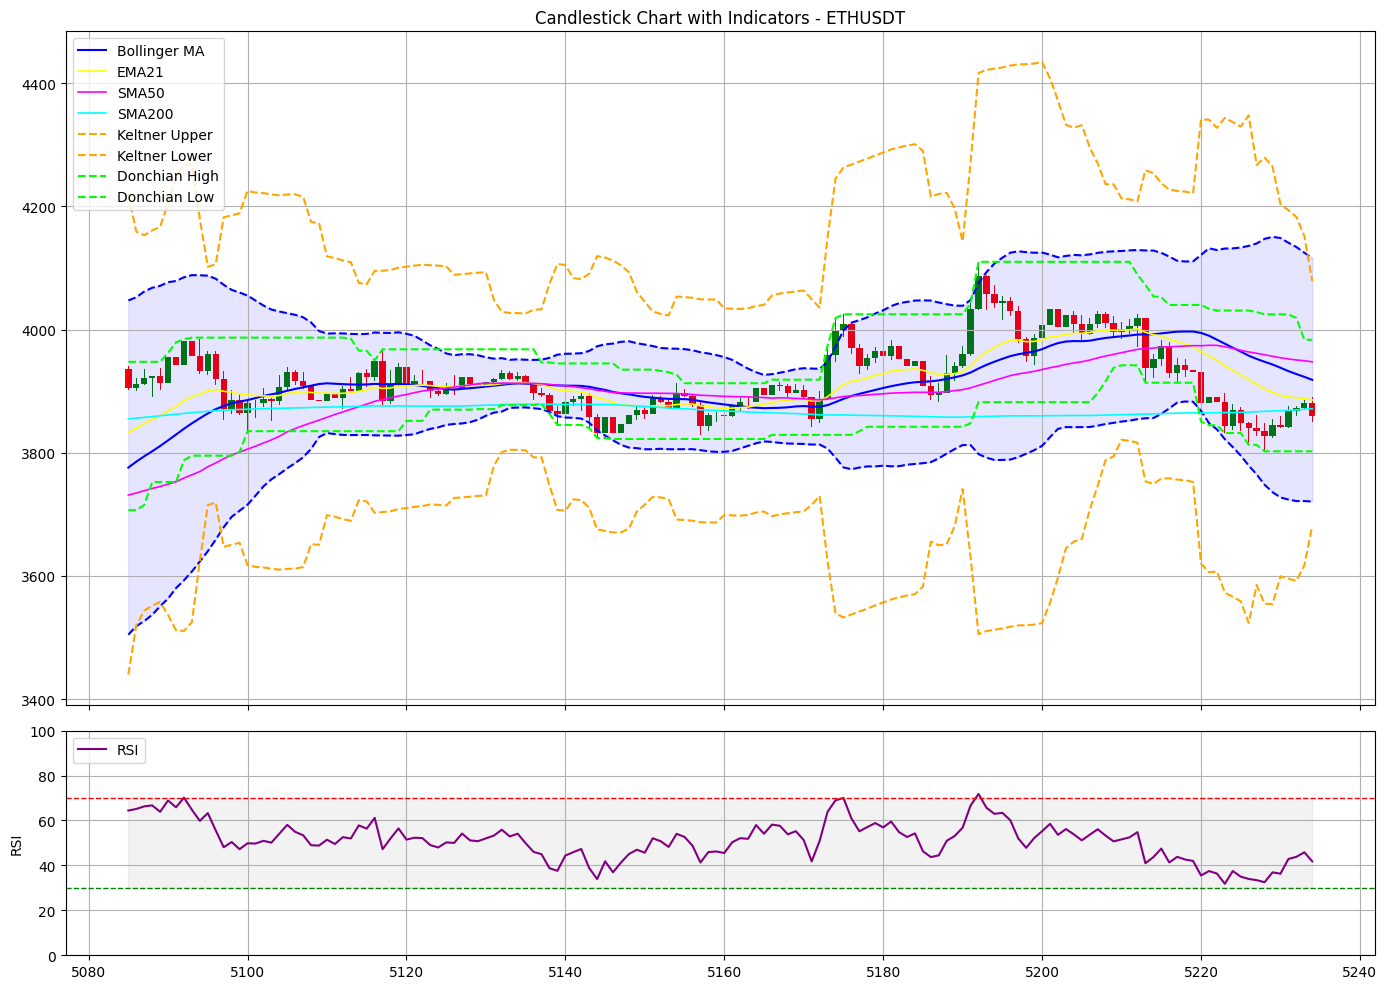 Candlestick Chart with Indicators - ETHUSDT
Bollinger MA
EMA21
SMA50
SMA200
Keltner Upper
Keltner Lower
Donchian High
Donchian Low
4400
4200
4000
3800
3600
3400
RSI
100
80
60
40
20
0
RSI
5080
5100
5120
5140
5160
5180
5200
5220
5240